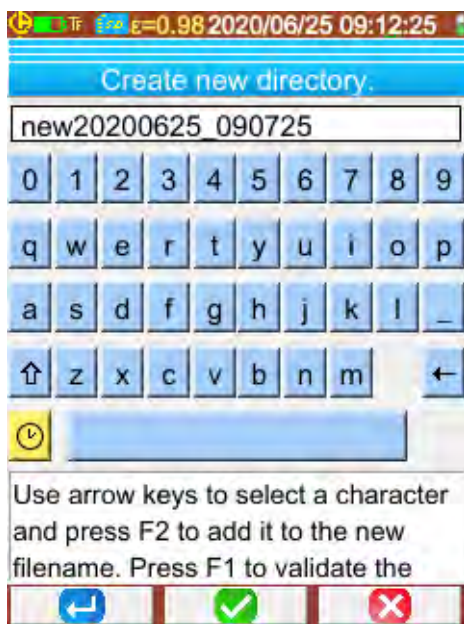 TF ε=0.98 2020/06/25 09:12:25
Create new directory.
new20200625_090725
0 1 2 3 4 5 6 7 8 9
q w e r t y u i o p
a s d f g h j k l _
z x c v b n m
Use arrow keys to select a character
and press F2 to add it to the new
filename. Press F1 to validate the